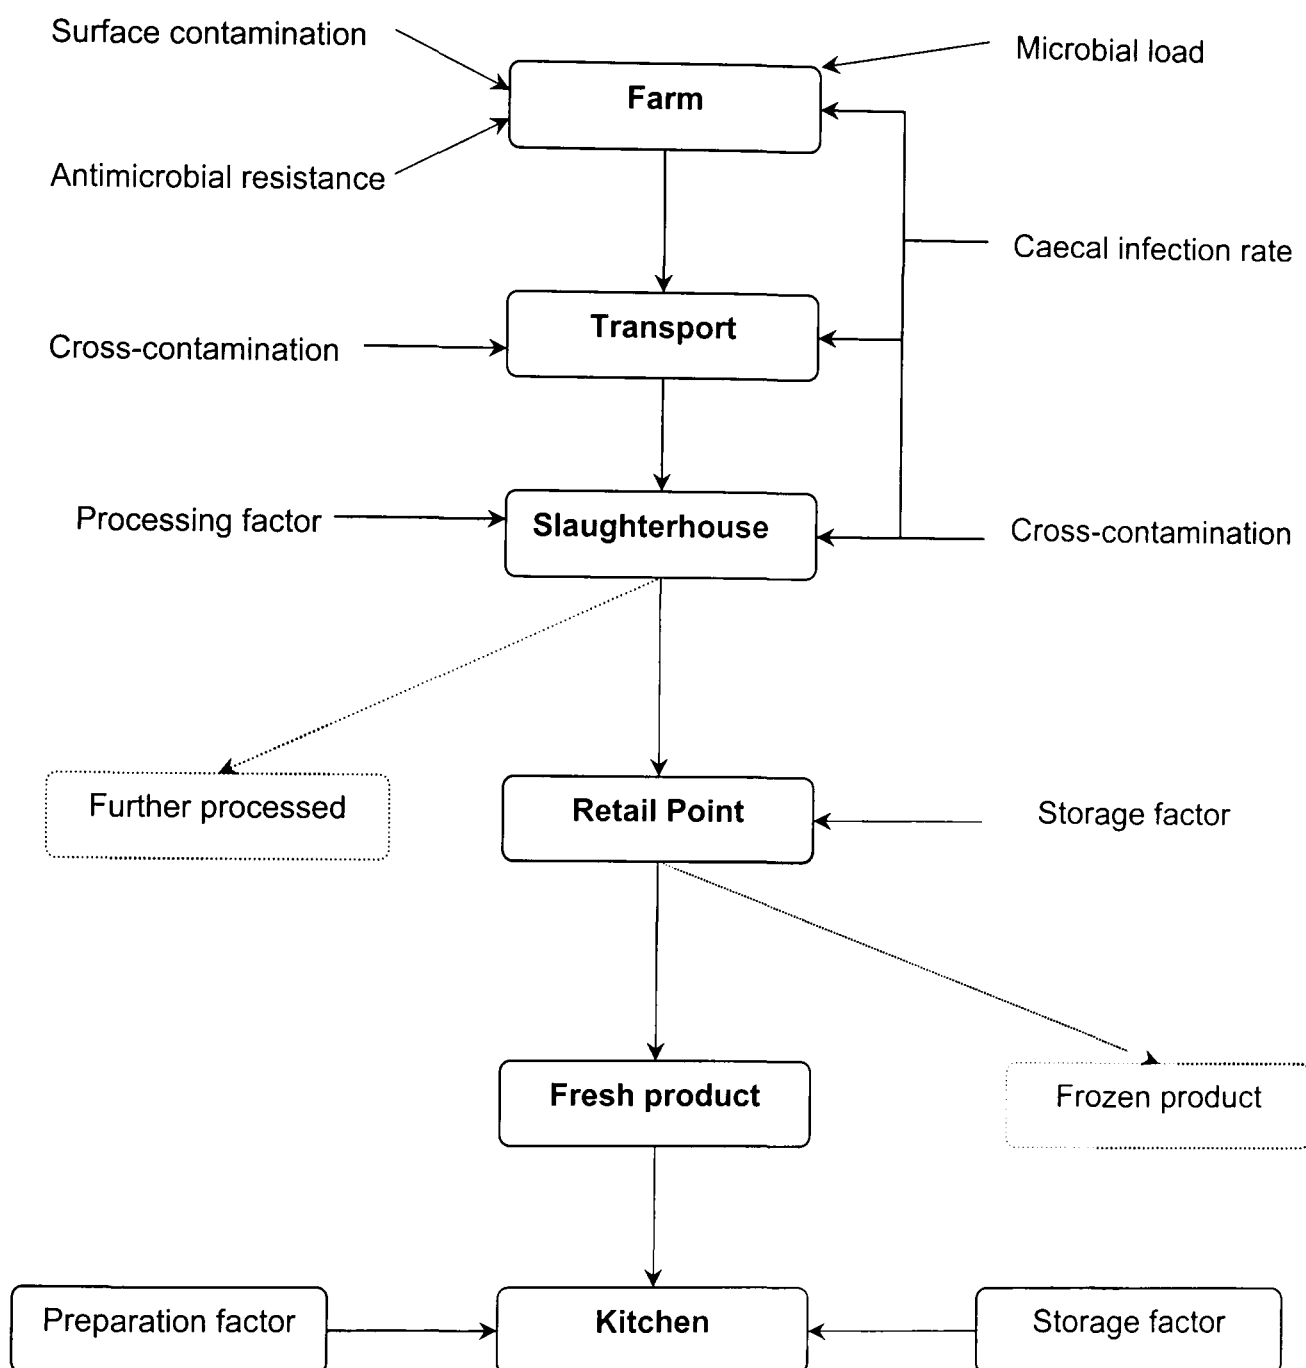 Surface contamination
Microbial load
Farm
Antimicrobial resistance
Caecal infection rate
Transport
Cross-contamination
Processing factor
Slaughterhouse
Cross-contamination
Further processed
Retail Point
Storage factor
Fresh product
Frozen product
Preparation factor
Kitchen
Storage factor